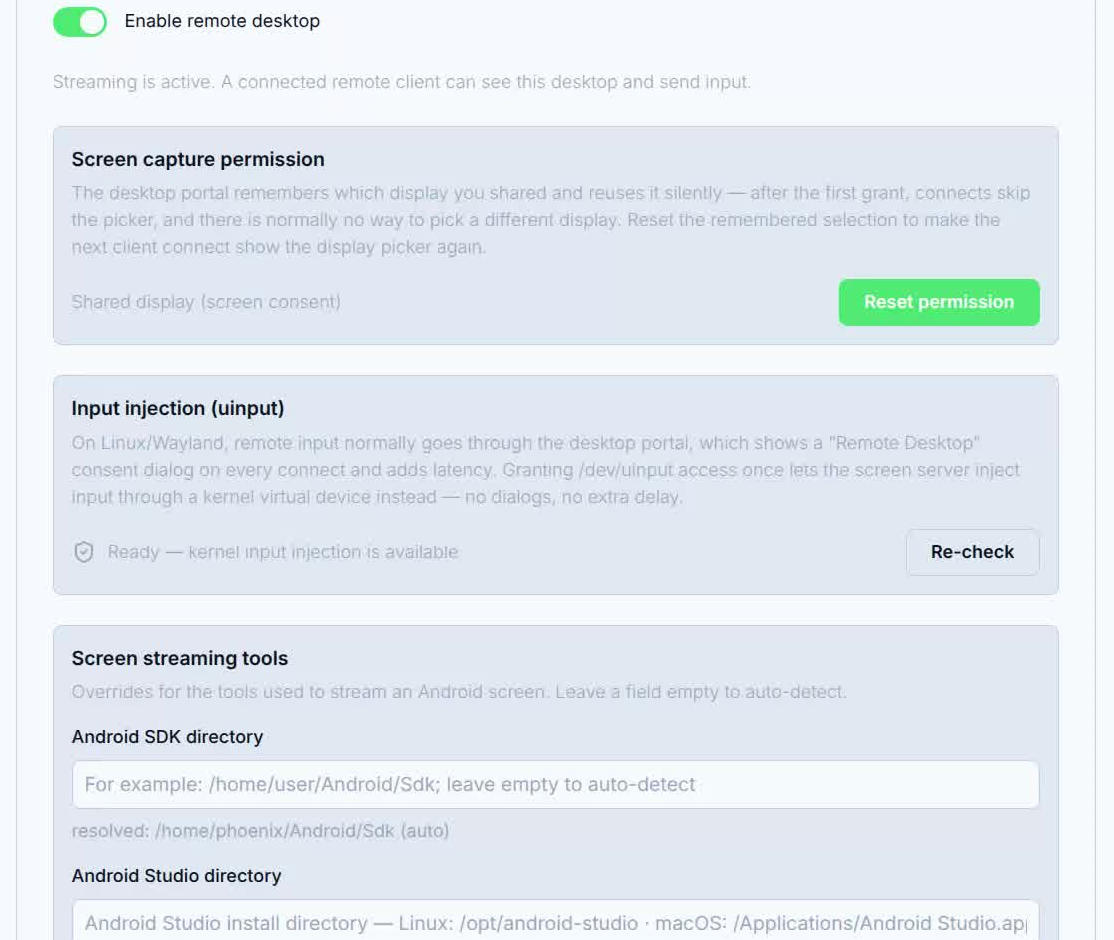 Enable remote desktop
Streaming is active. A connected remote client can see this desktop and send input.
Screen capture permission
The desktop portal remembers which display you shared and reuses it silently — after the first grant, connects skip
the picker, and there is normally no way to pick a different display. Reset the remembered selection to make the
next client connect show the display picker again.
Shared display (screen consent)
Reset permission
Input injection (uinput)
On Linux/Wayland, remote input normally goes through the desktop portal, which shows a "Remote Desktop"
consent dialog on every connect and adds latency. Granting /dev/uinput access once lets the screen server inject
input through a kernel virtual device instead — no dialogs, no extra delay.
Ready — kernel input injection is available
Re-check
Screen streaming tools
Overrides for the tools used to stream an Android screen. Leave a field empty to auto-detect.
Android SDK directory
For example: /home/user/Android/Sdk; leave empty to auto-detect
resolved: /home/phoenix/Android/Sdk (auto)
Android Studio directory
Android Studio install directory — Linux: /opt/android-studio · macOS: /Applications/Android Studio.app